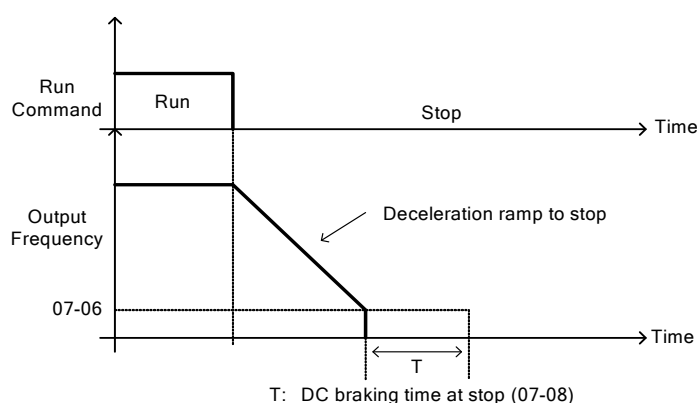 Run
Command
Run
Stop
Time
Output
Frequency
Deceleration ramp to stop
07-06
Time
T
T: DC braking time at stop (07-08)